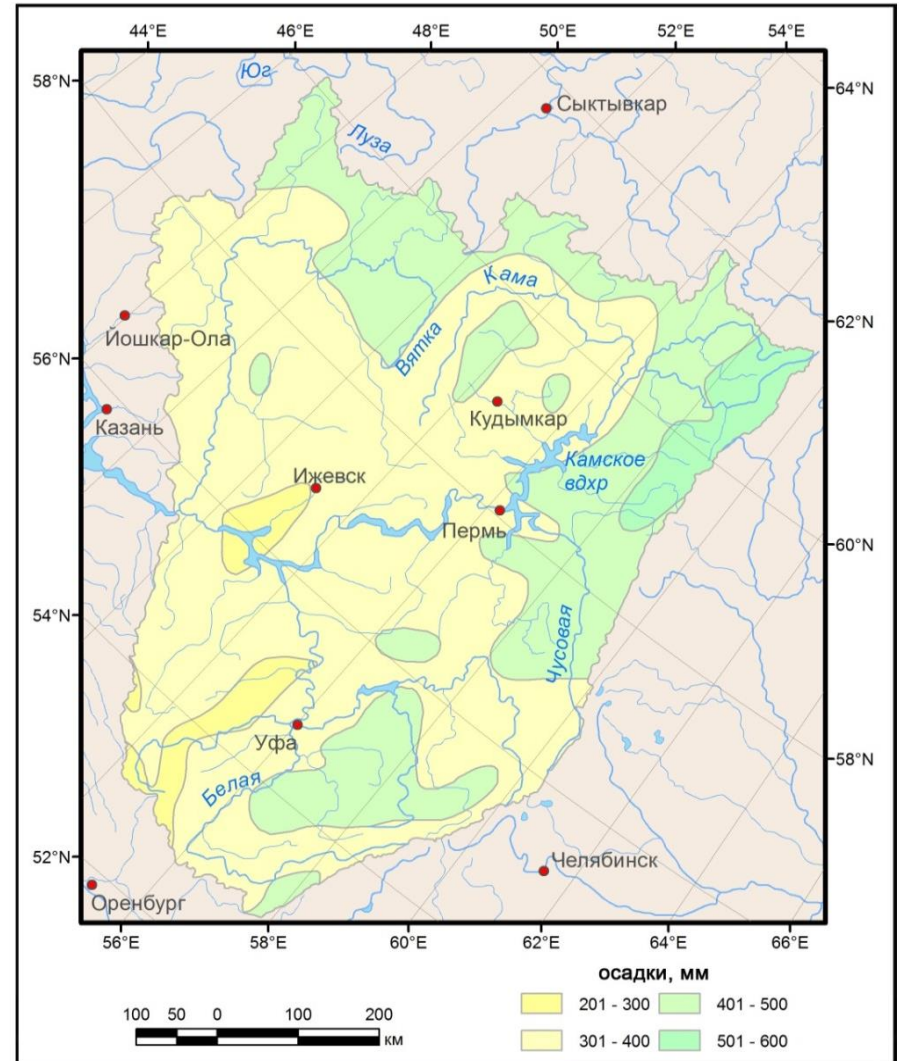 44°E 46°E 48°E 50°E 52°E 54°E
58°N
Юг
64°N
Сыктывкар
Луза
62°N
Кама
Йошкар-Ола
Вятка
56°N
Казань
Кудымкар
Камское
вдхр
Ижевск
Пермь
60°N
54°N
Чусовая
Уфа
58°N
Белая
52°N
Челябинск
Оренбург
56°E 58°E 60°E 62°E 64°E 66°E
осадки, мм
201 - 300 401 - 500
301 - 400 501 - 600
100 50 0 100 200
км